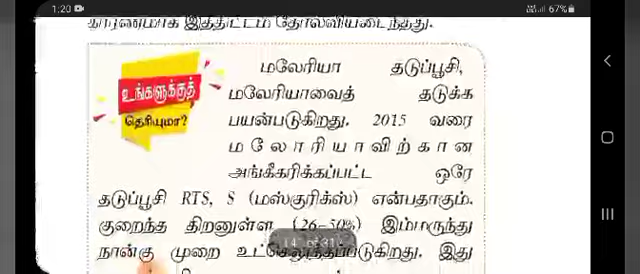 1:20 67%
காரணமாக இத்திட்டம் தோல்வியடைந்தது.
உங்களுக்குத்
தெரியுமா?
மலேரியா தடுப்பூசி,
மலேரியாவைத் தடுக்க
பயன்படுகிறது. 2015 வரை
மலோரியாவிற்கான
அங்கீகரிக்கப்பட்ட ஒரே
தடுப்பூசி RTS, S (மஸ்குரிக்ஸ்) என்பதாகும்.
குறைந்த திறனுள்ள (26–50%) இம்மருந்து
நான்கு முறை உட்செலுத்தப்படுகிறது. இது